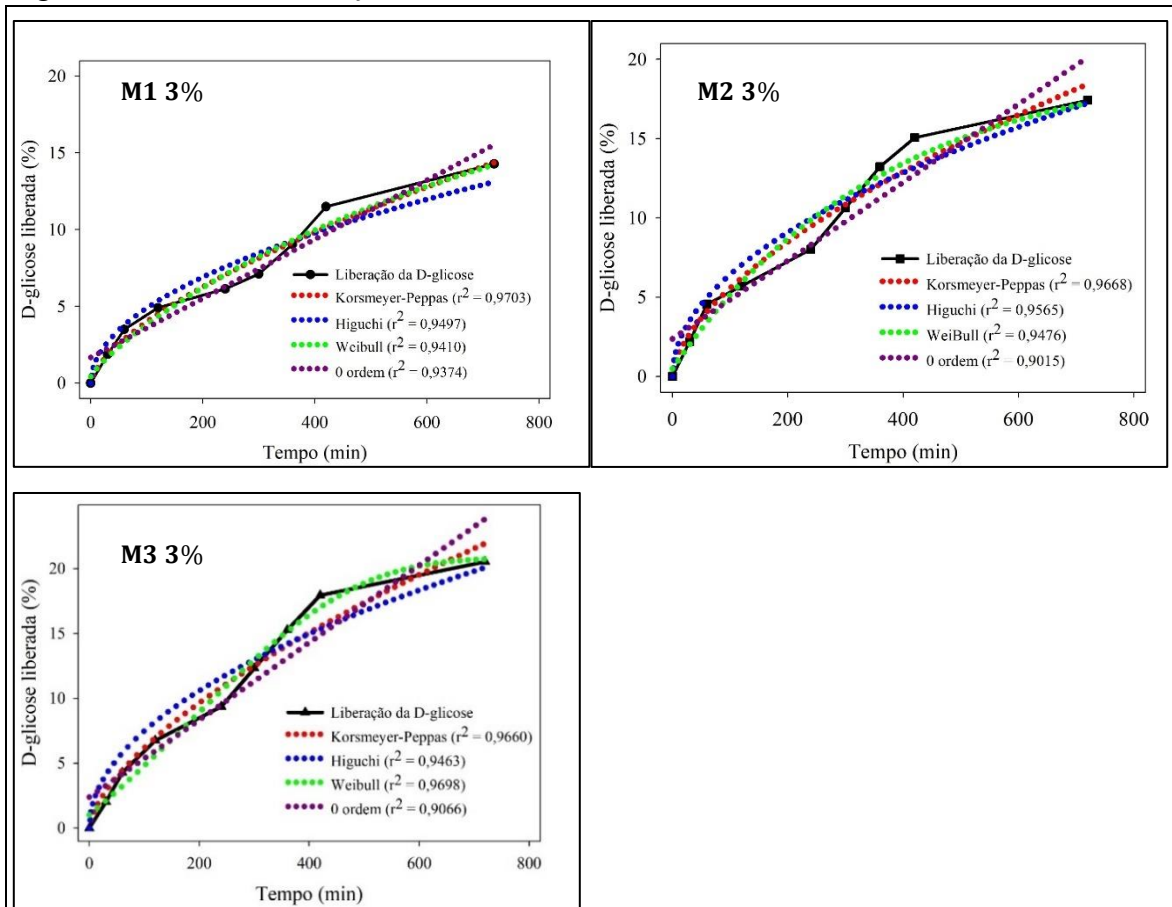 M1 3%
D-glicose liberada (%)
20
15
10
5
0
Liberação da D-glicose
Korsmeyer-Peppas (r2 = 0,9703)
Higuchi (r2 = 0,9497)
Weibull (r2 = 0,9410)
0 ordem (r2 = 0,9374)
0 200 400 600 800
Tempo (min)
M2 3%
D-glicose liberada (%)
20
15
10
5
0
Liberação da D-glicose
Korsmeyer-Peppas (r2 = 0,9668)
Higuchi (r2 = 0,9565)
WeiBull (r2 = 0,9476)
0 ordem (r2 = 0,9015)
0 200 400 600 800
Tempo (min)
M3 3%
D-glicose liberada (%)
20
15
10
5
0
Liberação da D-glicose
Korsmeyer-Peppas (r2 = 0,9660)
Higuchi (r2 = 0,9463)
Weibull (r2 = 0,9698)
0 ordem (r2 = 0,9066)
0 200 400 600 800
Tempo (min)